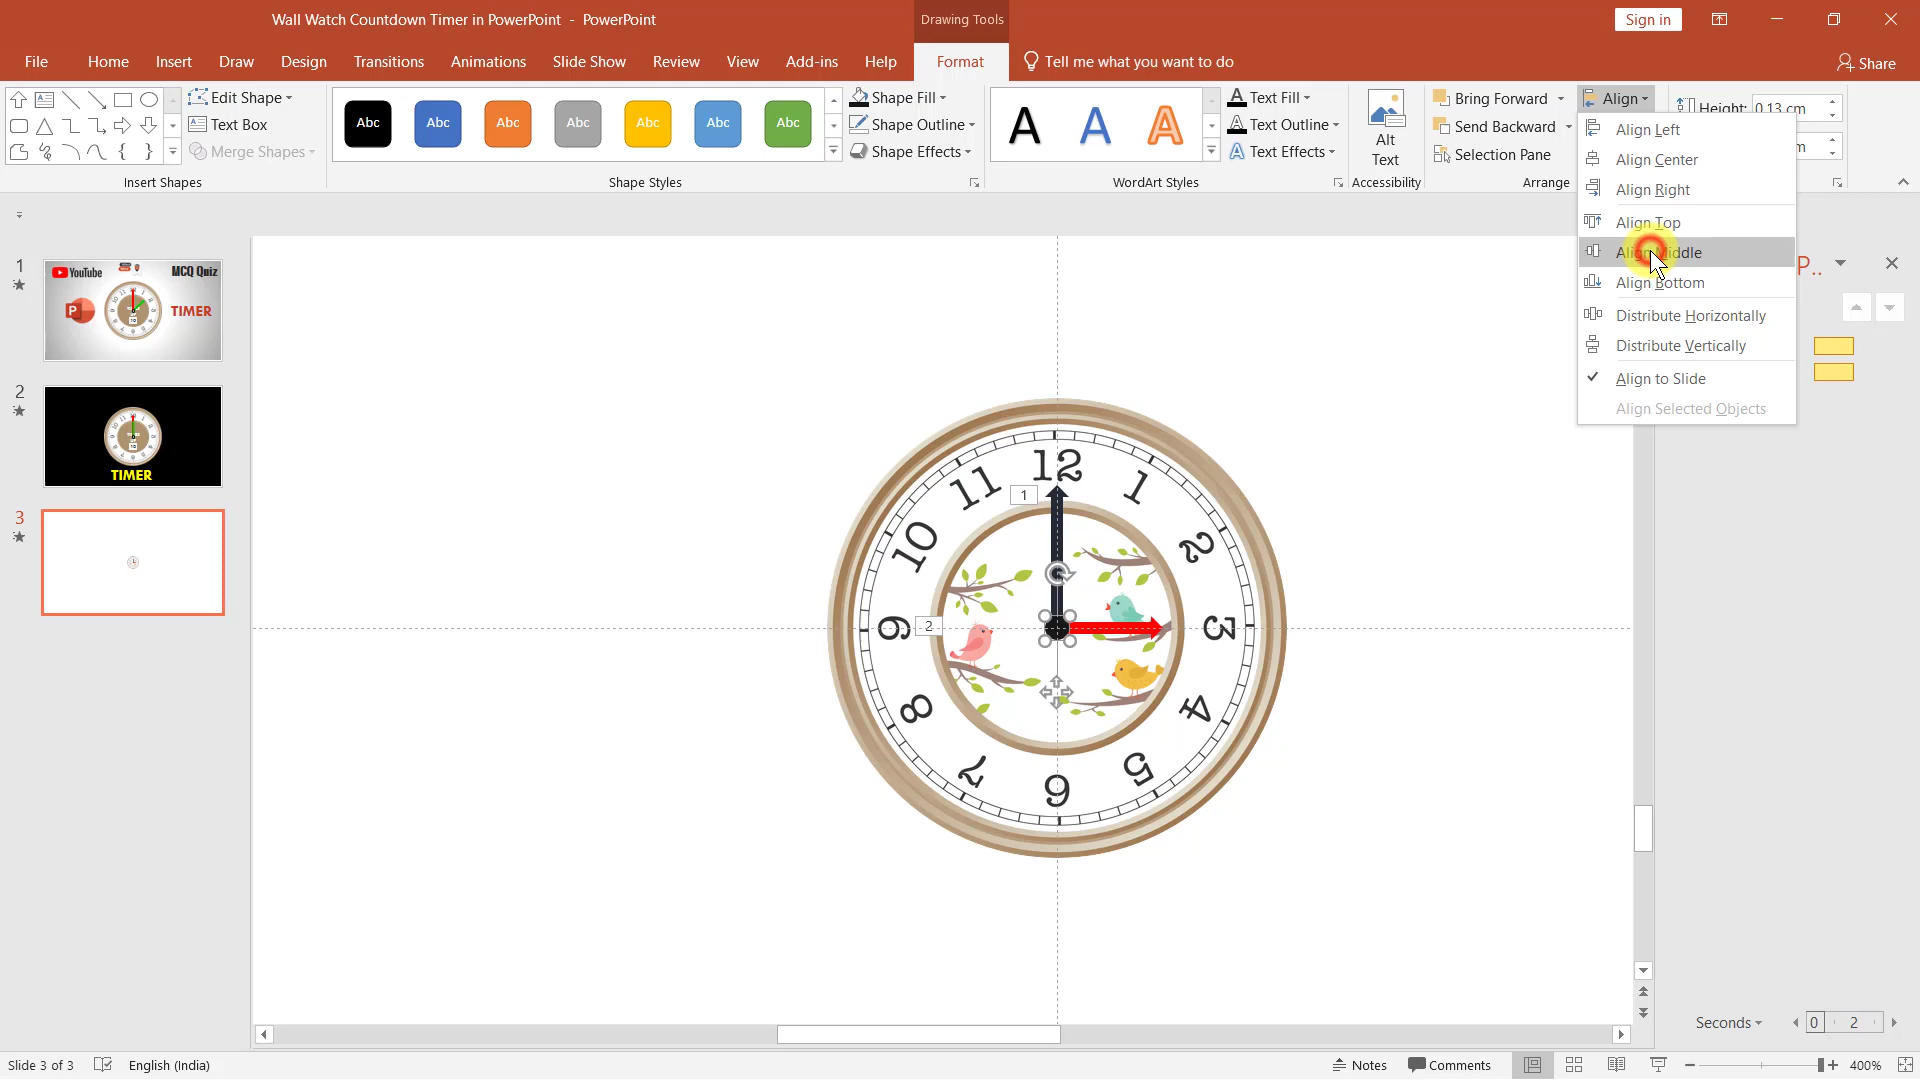 Wall Watch Countdown Timer in PowerPoint - PowerPoint
Drawing Tools
Sign in
File Home Insert Draw Design Transitions Animations Slide Show Review View Add-ins Help Format Tell me what you want to do
Share
Edit Shape
Text Box
Merge Shapes
Insert Shapes
Abc Abc Abc Abc Abc Abc Abc
Shape Styles
Shape Fill
Shape Outline
Shape Effects
A A A
WordArt Styles
Text Fill
Text Outline
Text Effects
Alt
Text
Accessibility
Bring Forward
Send Backward
Selection Pane
Arrange
Align
Height: 0.13 cm
m
Align Left
Align Center
Align Right
Align Top
Align Middle
Align Bottom
Distribute Horizontally
Distribute Vertically
Align to Slide
Align Selected Objects
P..
1
YouTube
MCQ Quiz
P
TIMER
2
TIMER
3
12
1
2
3
4
5
6
7
8
9
10
11
1
2
Seconds
0 2
Slide 3 of 3
English (India)
Notes
Comments
400%